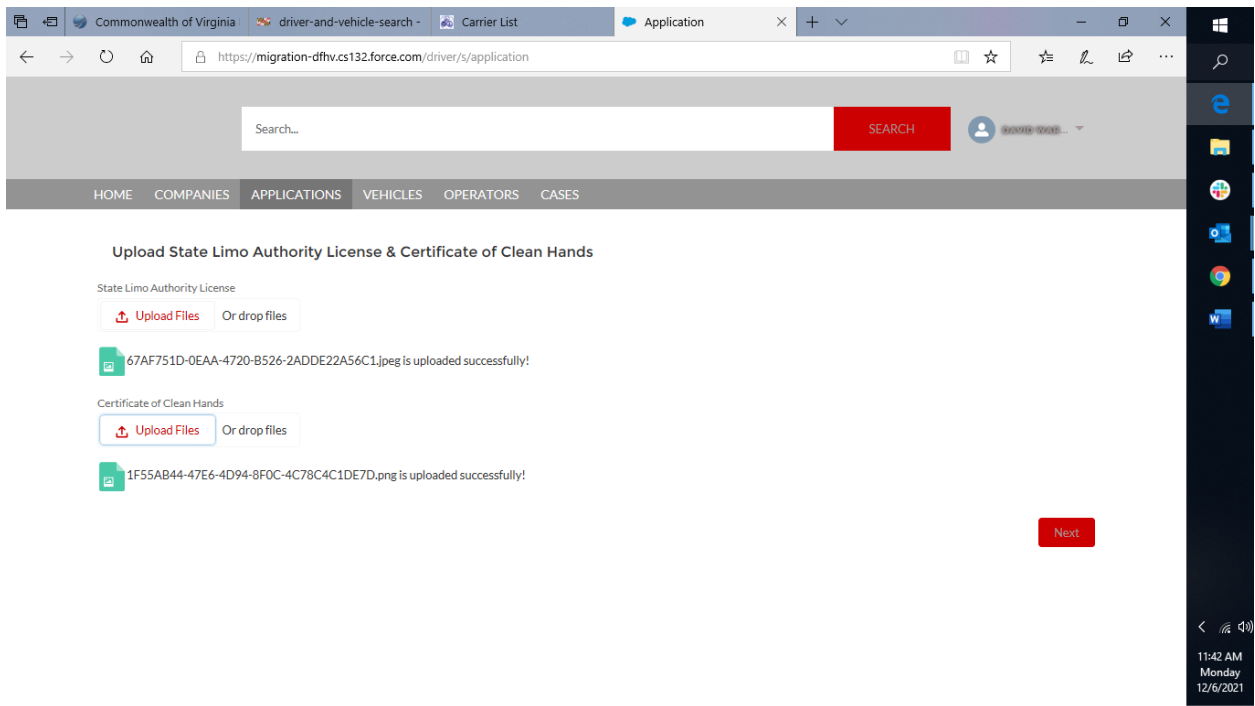 Commonwealth of Virginia
driver-and-vehicle-search -
Carrier List
Application
https://migration-dfhv.cs132.force.com/driver/s/application
Search...
SEARCH
HOME COMPANIES APPLICATIONS VEHICLES OPERATORS CASES
Upload State Limo Authority License & Certificate of Clean Hands
State Limo Authority License
Upload Files Or drop files
67AF751D-0EAA-4720-B526-2ADDE22A56C1.jpeg is uploaded successfully!
Certificate of Clean Hands
Upload Files Or drop files
1F55AB44-47E6-4D94-8F0C-4C78C4C1DE7D.png is uploaded successfully!
Next
11:42 AM
Monday
12/6/2021